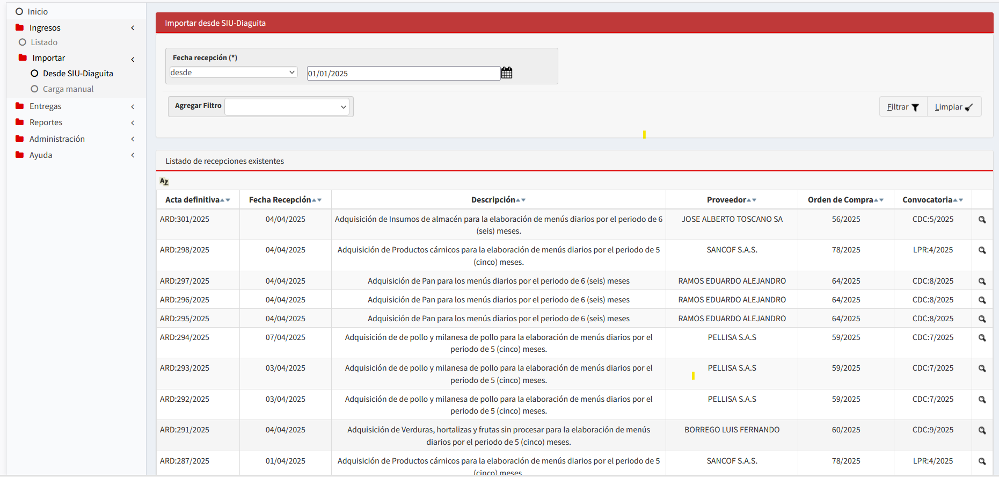 Inicio
Ingresos
Listado
Importar
Desde SIU-Diaguita
Carga manual
Entregas
Reportes
Administración
Ayuda
Importar desde SIU-Diaguita
Fecha recepción (*)
desde 01/01/2025
Agregar Filtro
Filtrar Limpiar
Listado de recepciones existentes
AZ
Acta definitiva Fecha Recepción Descripción Proveedor Orden de Compra Convocatoria
ARD:301/2025 04/04/2025 Adquisición de Insumos de almacén para la elaboración de menús diarios por el periodo de 6 JOSE ALBERTO TOSCANO SA 56/2025 CDC:5/2025
(seis) meses.
ARD:298/2025 04/04/2025 Adquisición de Productos cárnicos para la elaboración de menús diarios por el periodo de 5 SANCOF S.A.S. 78/2025 LPR:4/2025
(cinco) meses.
ARD:297/2025 04/04/2025 Adquisición de Pan para los menús diarios por el periodo de 6 (seis) meses RAMOS EDUARDO ALEJANDRO 64/2025 CDC:8/2025
ARD:296/2025 04/04/2025 Adquisición de Pan para los menús diarios por el periodo de 6 (seis) meses RAMOS EDUARDO ALEJANDRO 64/2025 CDC:8/2025
ARD:295/2025 04/04/2025 Adquisición de Pan para los menús diarios por el periodo de 6 (seis) meses RAMOS EDUARDO ALEJANDRO 64/2025 CDC:8/2025
ARD:294/2025 07/04/2025 Adquisición de de pollo y milanesa de pollo para la elaboración de menús diarios por el PELLISA S.A.S 59/2025 CDC:7/2025
periodo de 5 (cinco) meses.
ARD:293/2025 03/04/2025 Adquisición de de pollo y milanesa de pollo para la elaboración de menús diarios por el PELLISA S.A.S 59/2025 CDC:7/2025
periodo de 5 (cinco) meses.
ARD:292/2025 03/04/2025 Adquisición de de pollo y milanesa de pollo para la elaboración de menús diarios por el PELLISA S.A.S 59/2025 CDC:7/2025
periodo de 5 (cinco) meses.
ARD:291/2025 04/04/2025 Adquisición de Verduras, hortalizas y frutas sin procesar para la elaboración de menús BORREGO LUIS FERNANDO 60/2025 CDC:9/2025
diarios por el periodo de 5 (cinco) meses.
ARD:287/2025 01/04/2025 Adquisición de Productos cárnicos para la elaboración de menús diarios por el periodo de 5 SANCOF S.A.S. 78/2025 LPR:4/2025
(cinco) meses